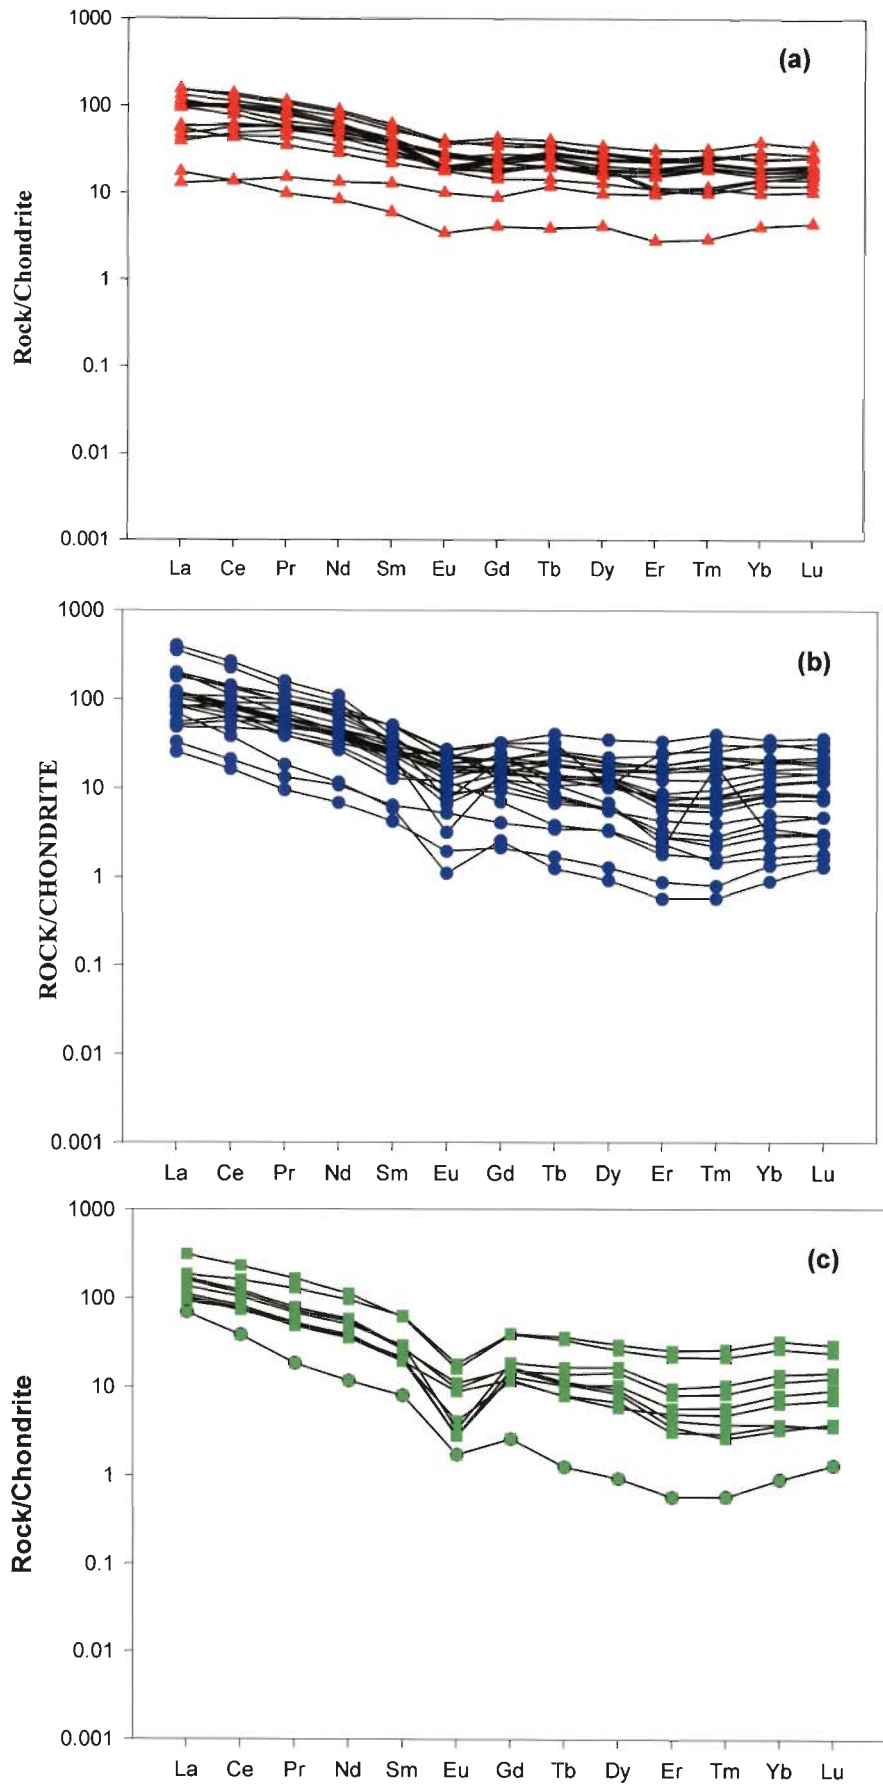 (a)
Rock/Chondrite
1000
100
10
1
0.1
0.01
0.001
La Ce Pr Nd Sm Eu Gd Tb Dy Er Tm Yb Lu
(b)
ROCK/CHONDRITE
1000
100
10
1
0.1
0.01
0.001
La Ce Pr Nd Sm Eu Gd Tb Dy Er Tm Yb Lu
(c)
Rock/Chondrite
1000
100
10
1
0.1
0.01
0.001
La Ce Pr Nd Sm Eu Gd Tb Dy Er Tm Yb Lu